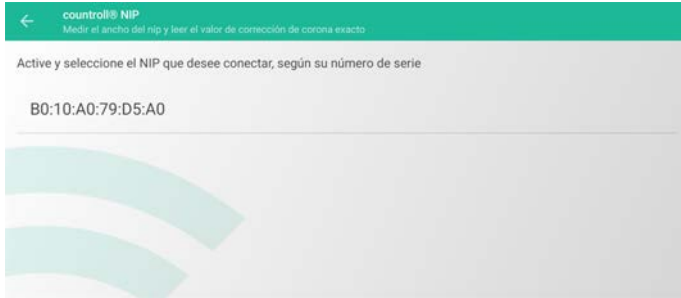 countroll® NIP
Medir el ancho del nip y leer el valor de corrección de corona exacto
Active y seleccione el NIP que desee conectar, según su número de serie
B0:10:A0:79:D5:A0